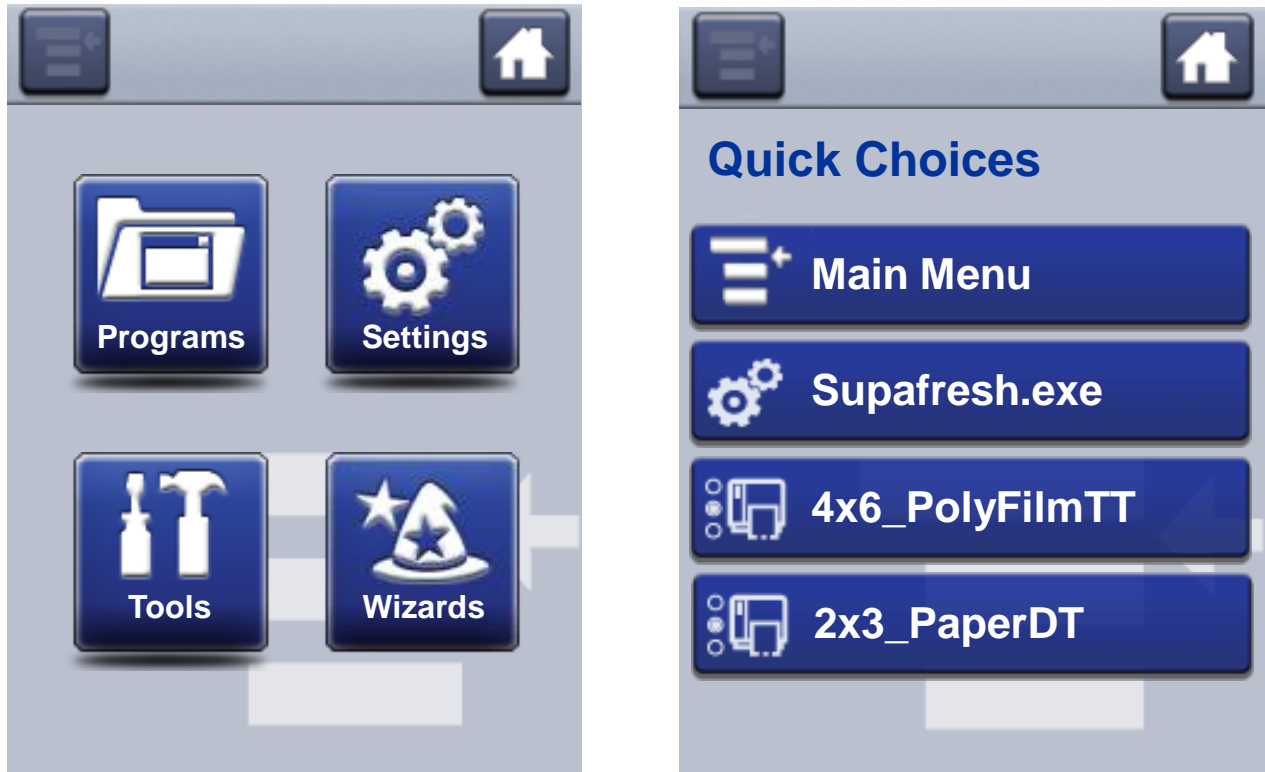 Programs
Settings
Tools
Wizards
Quick Choices
Main Menu
Supafresh.exe
4x6_PolyFilmTT
2x3_PaperDT